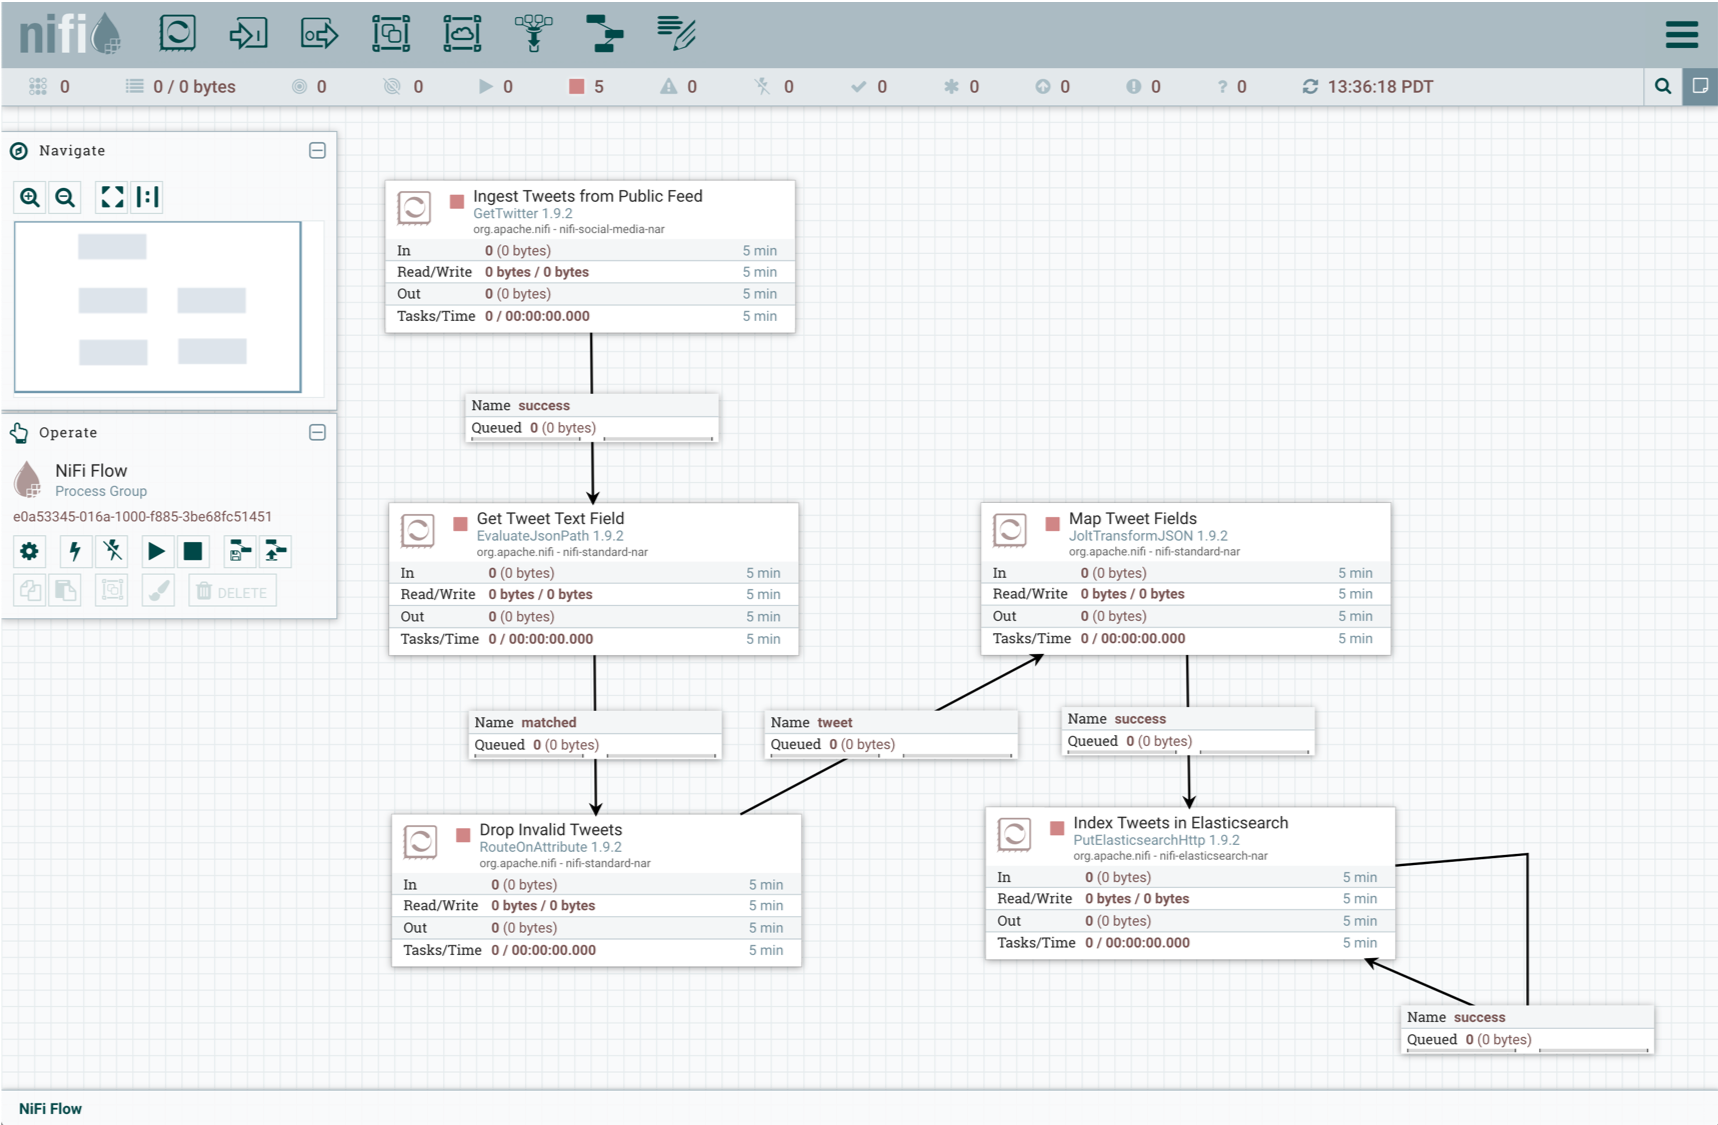 nifi
0
0 / 0 bytes
0
0
0
5
0
0
0
0
0
0
? 0
13:36:18 PDT
Navigate
Operate
NiFi Flow
Process Group
e0a53345-016a-1000-f885-3be68fc51451
DELETE
Ingest Tweets from Public Feed
GetTwitter 1.9.2
org.apache.nifi - nifi-social-media-nar
In 0 (0 bytes) 5 min
Read/Write 0 bytes / 0 bytes 5 min
Out 0 (0 bytes) 5 min
Tasks/Time 0 / 00:00:00.000 5 min
Name success
Queued 0 (0 bytes)
Get Tweet Text Field
EvaluateJsonPath 1.9.2
org.apache.nifi - nifi-standard-nar
In 0 (0 bytes) 5 min
Read/Write 0 bytes / 0 bytes 5 min
Out 0 (0 bytes) 5 min
Tasks/Time 0 / 00:00:00.000 5 min
Name matched
Queued 0 (0 bytes)
Drop Invalid Tweets
RouteOnAttribute 1.9.2
org.apache.nifi - nifi-standard-nar
In 0 (0 bytes) 5 min
Read/Write 0 bytes / 0 bytes 5 min
Out 0 (0 bytes) 5 min
Tasks/Time 0 / 00:00:00.000 5 min
Name tweet
Queued 0 (0 bytes)
Map Tweet Fields
JoltTransformJSON 1.9.2
org.apache.nifi - nifi-standard-nar
In 0 (0 bytes) 5 min
Read/Write 0 bytes / 0 bytes 5 min
Out 0 (0 bytes) 5 min
Tasks/Time 0 / 00:00:00.000 5 min
Name success
Queued 0 (0 bytes)
Index Tweets in Elasticsearch
PutElasticsearchHttp 1.9.2
org.apache.nifi - nifi-elasticsearch-nar
In 0 (0 bytes) 5 min
Read/Write 0 bytes / 0 bytes 5 min
Out 0 (0 bytes) 5 min
Tasks/Time 0 / 00:00:00.000 5 min
Name success
Queued 0 (0 bytes)
NiFi Flow